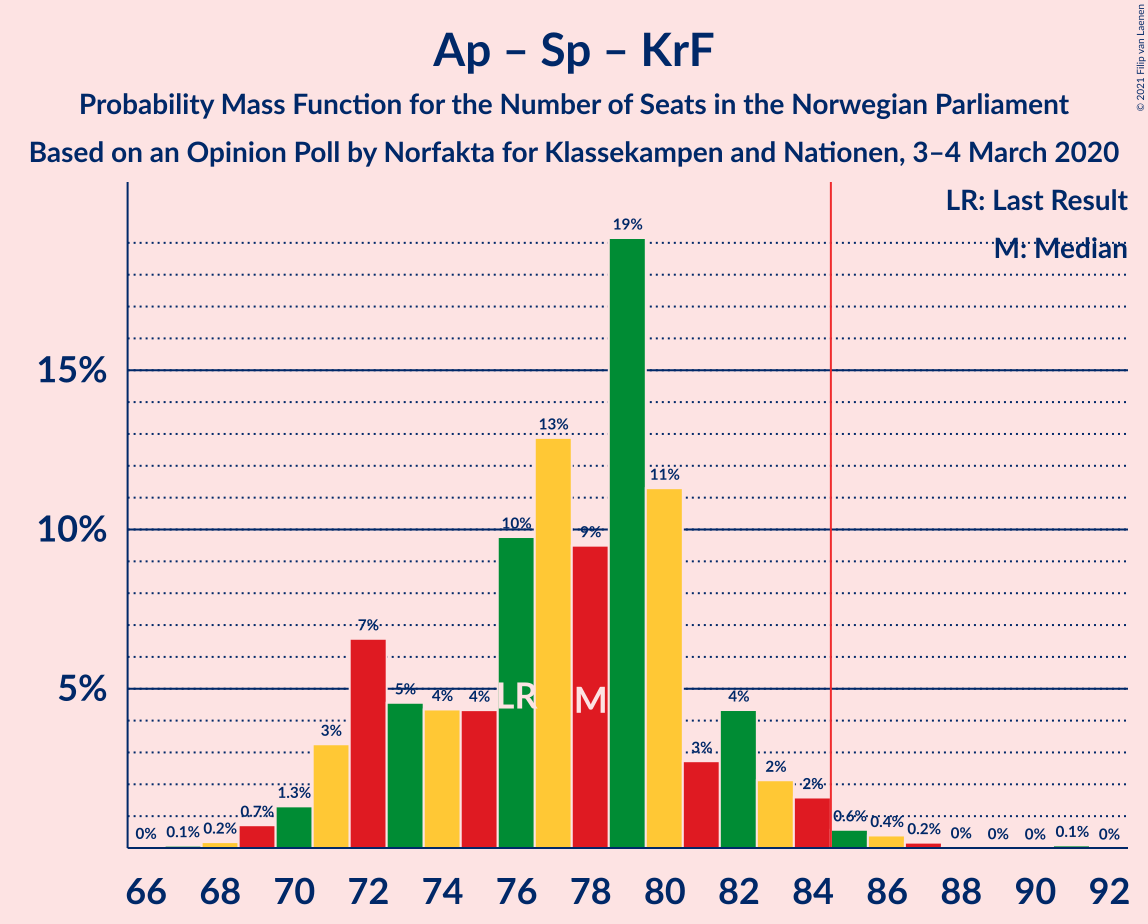 Ap – Sp – KrF
Probability Mass Function for the Number of Seats in the Norwegian Parliament
Based on an Opinion Poll by Norfakta for Klassekampen and Nationen, 3–4 March 2020
© 2021 Filip van Laenen
LR: Last Result
M: Median
15%
10%
5%
0% 0.1% 0.2% 0.7% 1.3% 3% 7% 5% 4% 4% 10% 13% 9% 19% 11% 3% 4% 2% 2% 0.6% 0.4% 0.2% 0% 0% 0% 0.1% 0%
LR M
66 68 70 72 74 76 78 80 82 84 86 88 90 92